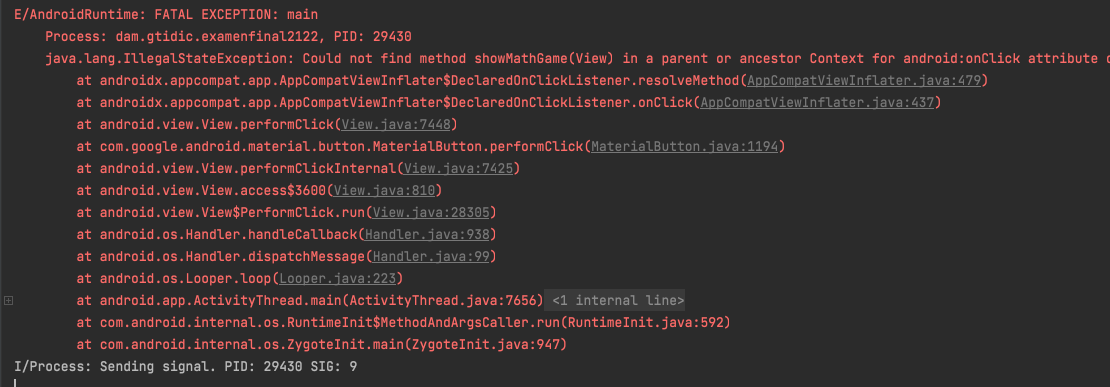 E/AndroidRuntime: FATAL EXCEPTION: main
Process: dam.gtidic.examenfinal2122, PID: 29430
java.lang.IllegalStateException: Could not find method showMathGame(View) in a parent or ancestor Context for android:onClick attribute
at androidx.appcompat.app.AppCompatViewInflater$DeclaredOnClickListener.resolveMethod(AppCompatViewInflater.java:479)
at androidx.appcompat.app.AppCompatViewInflater$DeclaredOnClickListener.onClick(AppCompatViewInflater.java:437)
at android.view.View.performClick(View.java:7448)
at com.google.android.material.button.MaterialButton.performClick(MaterialButton.java:1194)
at android.view.View.performClickInternal(View.java:7425)
at android.view.View.access$3600(View.java:810)
at android.view.View$PerformClick.run(View.java:28305)
at android.os.Handler.handleCallback(Handler.java:938)
at android.os.Handler.dispatchMessage(Handler.java:99)
at android.os.Looper.loop(Looper.java:223)
at android.app.ActivityThread.main(ActivityThread.java:7656) <1 internal line>
at com.android.internal.os.RuntimeInit$MethodAndArgsCaller.run(RuntimeInit.java:592)
at com.android.internal.os.ZygoteInit.main(ZygoteInit.java:947)
I/Process: Sending signal. PID: 29430 SIG: 9